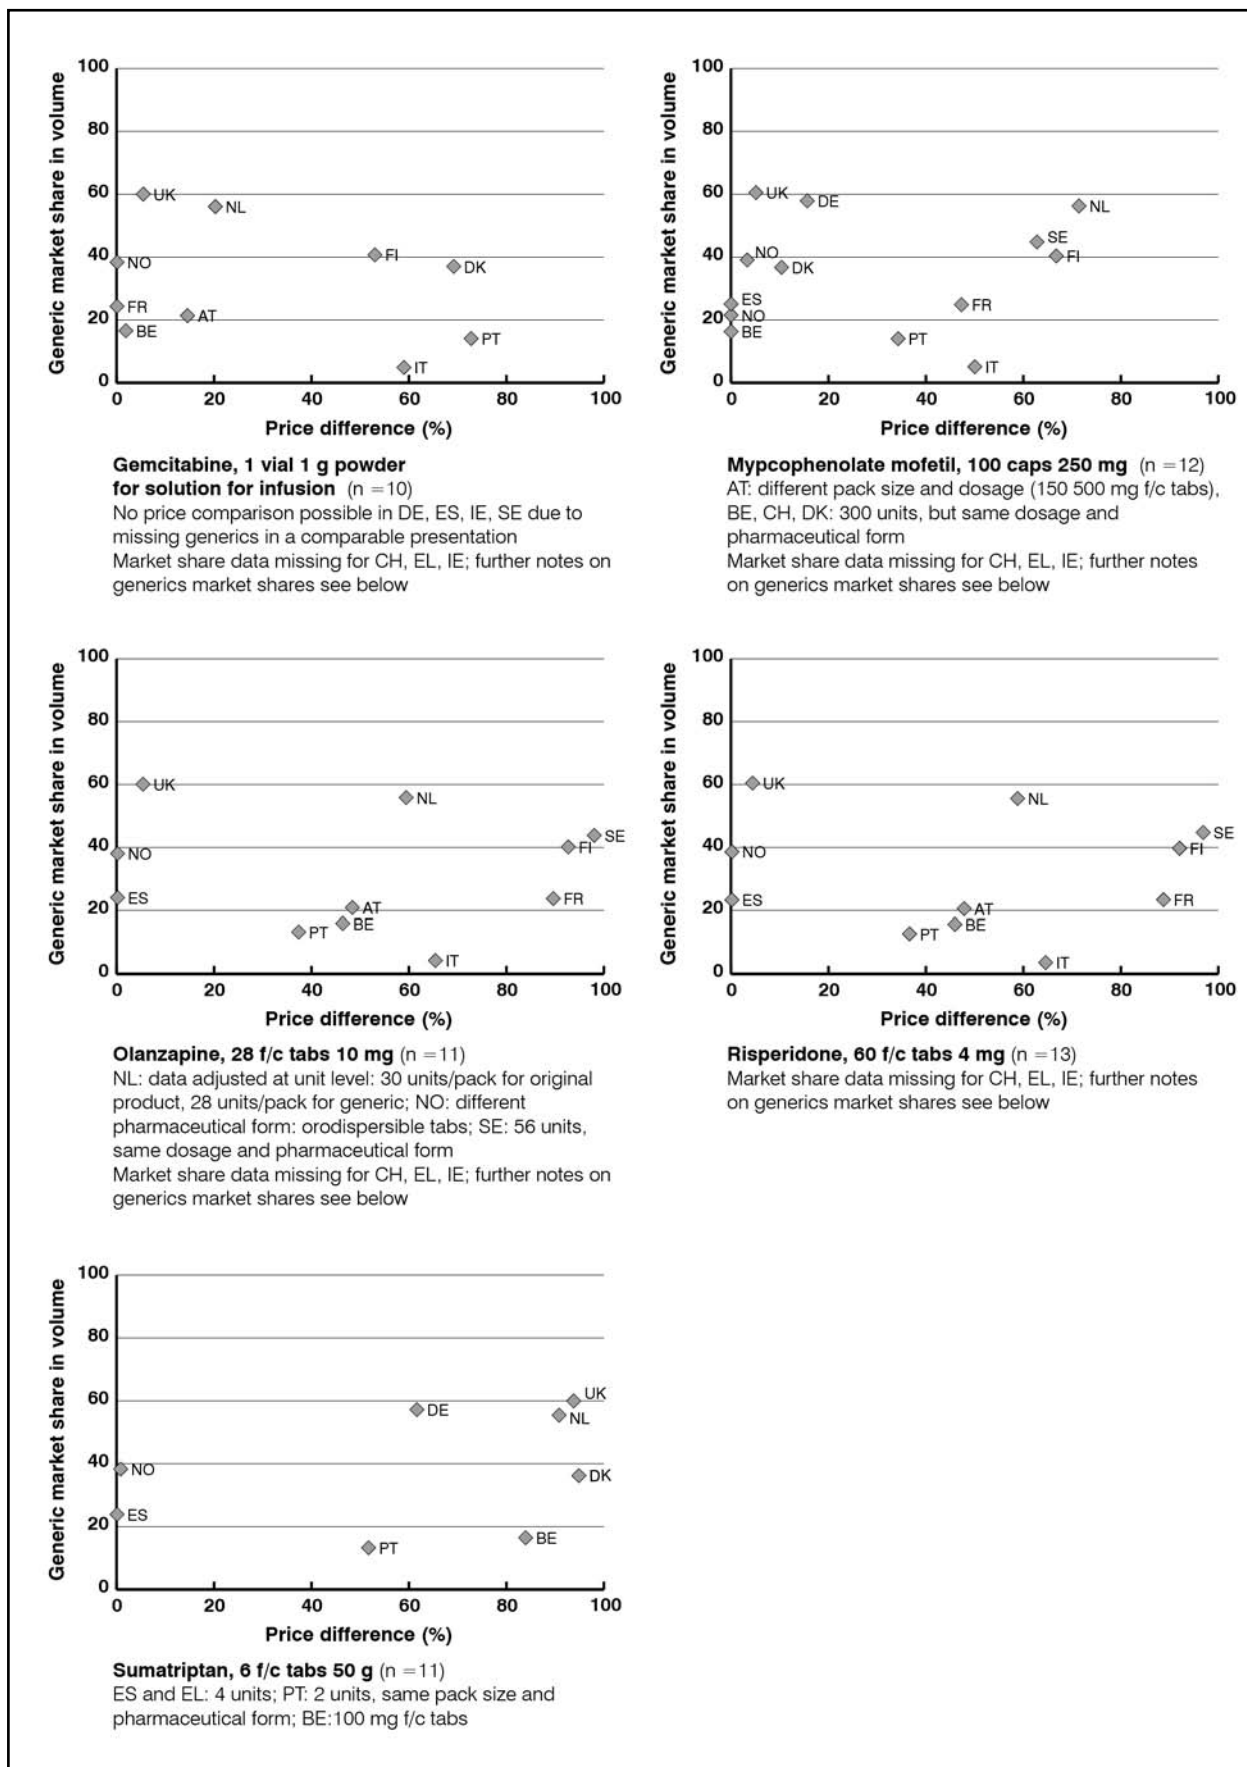 Generic market share in volume
100
80
60
40
20
0
UK
NL
NO
FI
DK
FR
AT
BE
PT
IT
0 20 40 60 80 100
Price difference (%)
Gemcitabine, 1 vial 1 g powder
for solution for infusion (n =10)
No price comparison possible in DE, ES, IE, SE due to
missing generics in a comparable presentation
Market share data missing for CH, EL, IE; further notes on
generics market shares see below
Generic market share in volume
100
80
60
40
20
0
UK
DE
NL
SE
NO
DK
FI
ES
FR
NO
BE
PT
IT
0 20 40 60 80 100
Price difference (%)
Mypcophenolate mofetil, 100 caps 250 mg (n =12)
AT: different pack size and dosage (150 500 mg f/c tabs),
BE, CH, DK: 300 units, but same dosage and
pharmaceutical form
Market share data missing for CH, EL, IE; further notes
on generics market shares see below
Generic market share in volume
100
80
60
40
20
0
UK
NL
SE
NO
FI
ES
FR
AT
BE
PT
IT
0 20 40 60 80 100
Price difference (%)
Olanzapine, 28 f/c tabs 10 mg (n =11)
NL: data adjusted at unit level: 30 units/pack for original
product, 28 units/pack for generic; NO: different
pharmaceutical form: orodispersible tabs; SE: 56 units,
same dosage and pharmaceutical form
Market share data missing for CH, EL, IE; further notes on
generics market shares see below
Generic market share in volume
100
80
60
40
20
0
UK
NL
SE
NO
FI
ES
FR
AT
BE
PT
IT
0 20 40 60 80 100
Price difference (%)
Risperidone, 60 f/c tabs 4 mg (n =13)
Market share data missing for CH, EL, IE; further notes
on generics market shares see below
Generic market share in volume
100
80
60
40
20
0
UK
DE
NL
NO
DK
ES
BE
PT
0 20 40 60 80 100
Price difference (%)
Sumatriptan, 6 f/c tabs 50 g (n =11)
ES and EL: 4 units; PT: 2 units, same pack size and
pharmaceutical form; BE:100 mg f/c tabs